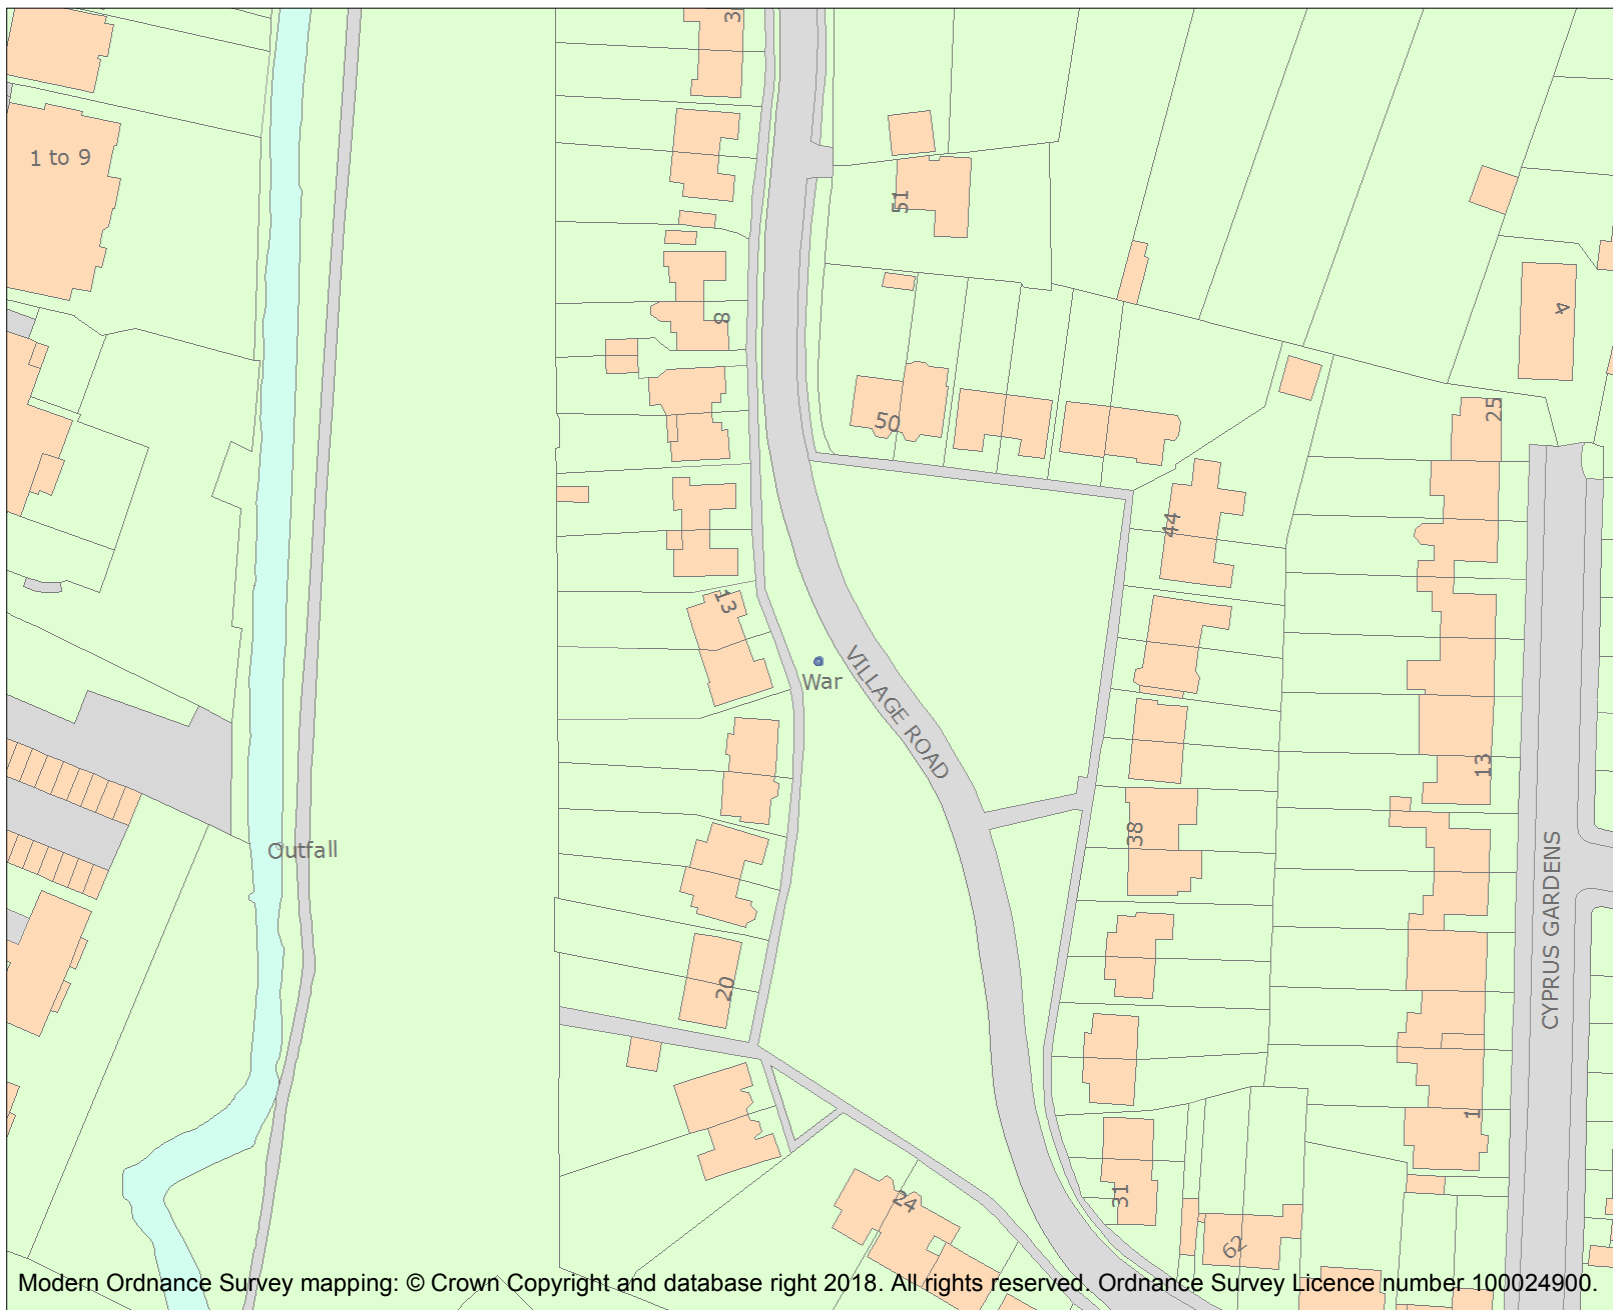 3
1 to 9
51
8
4
50
25
44
13
War
VILLAGE ROAD
13
38
Outfall
CYPRUS GARDENS
20
1
31
24
62
Modern Ordnance Survey mapping: © Crown Copyright and database right 2018. All rights reserved. Ordnance Survey Licence number 100024900.